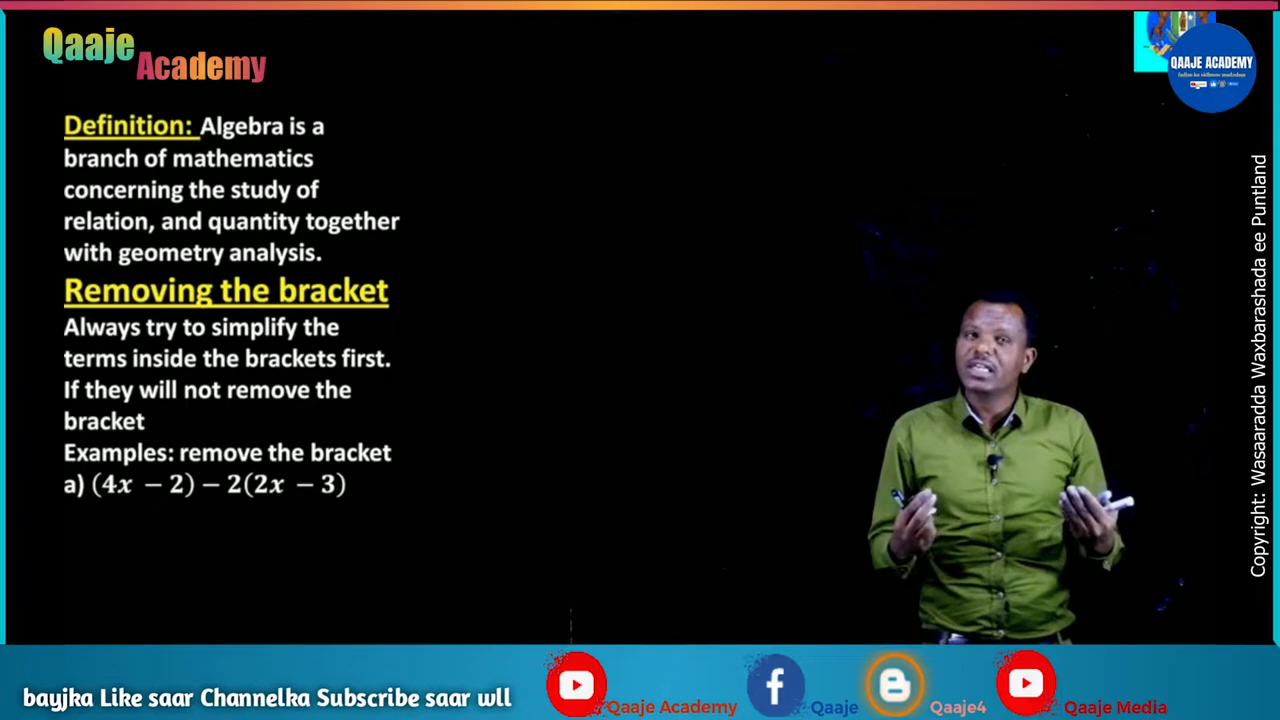 Qaaje
Academy
QAAJE ACADEMY
Definition: Algebra is a
branch of mathematics
concerning the study of
relation, and quantity together
with geometry analysis.
Removing the bracket
Always try to simplify the
terms inside the brackets first.
If they will not remove the
bracket
Examples: remove the bracket
a) (4x − 2) − 2(2x − 3)
Copyright: Wasaaradda Waxbarashada ee Puntland
bayjka Like saar Channelka Subscribe saar wll
Qaaje Academy
Qaaje
Qaaje4
Qaaje Media